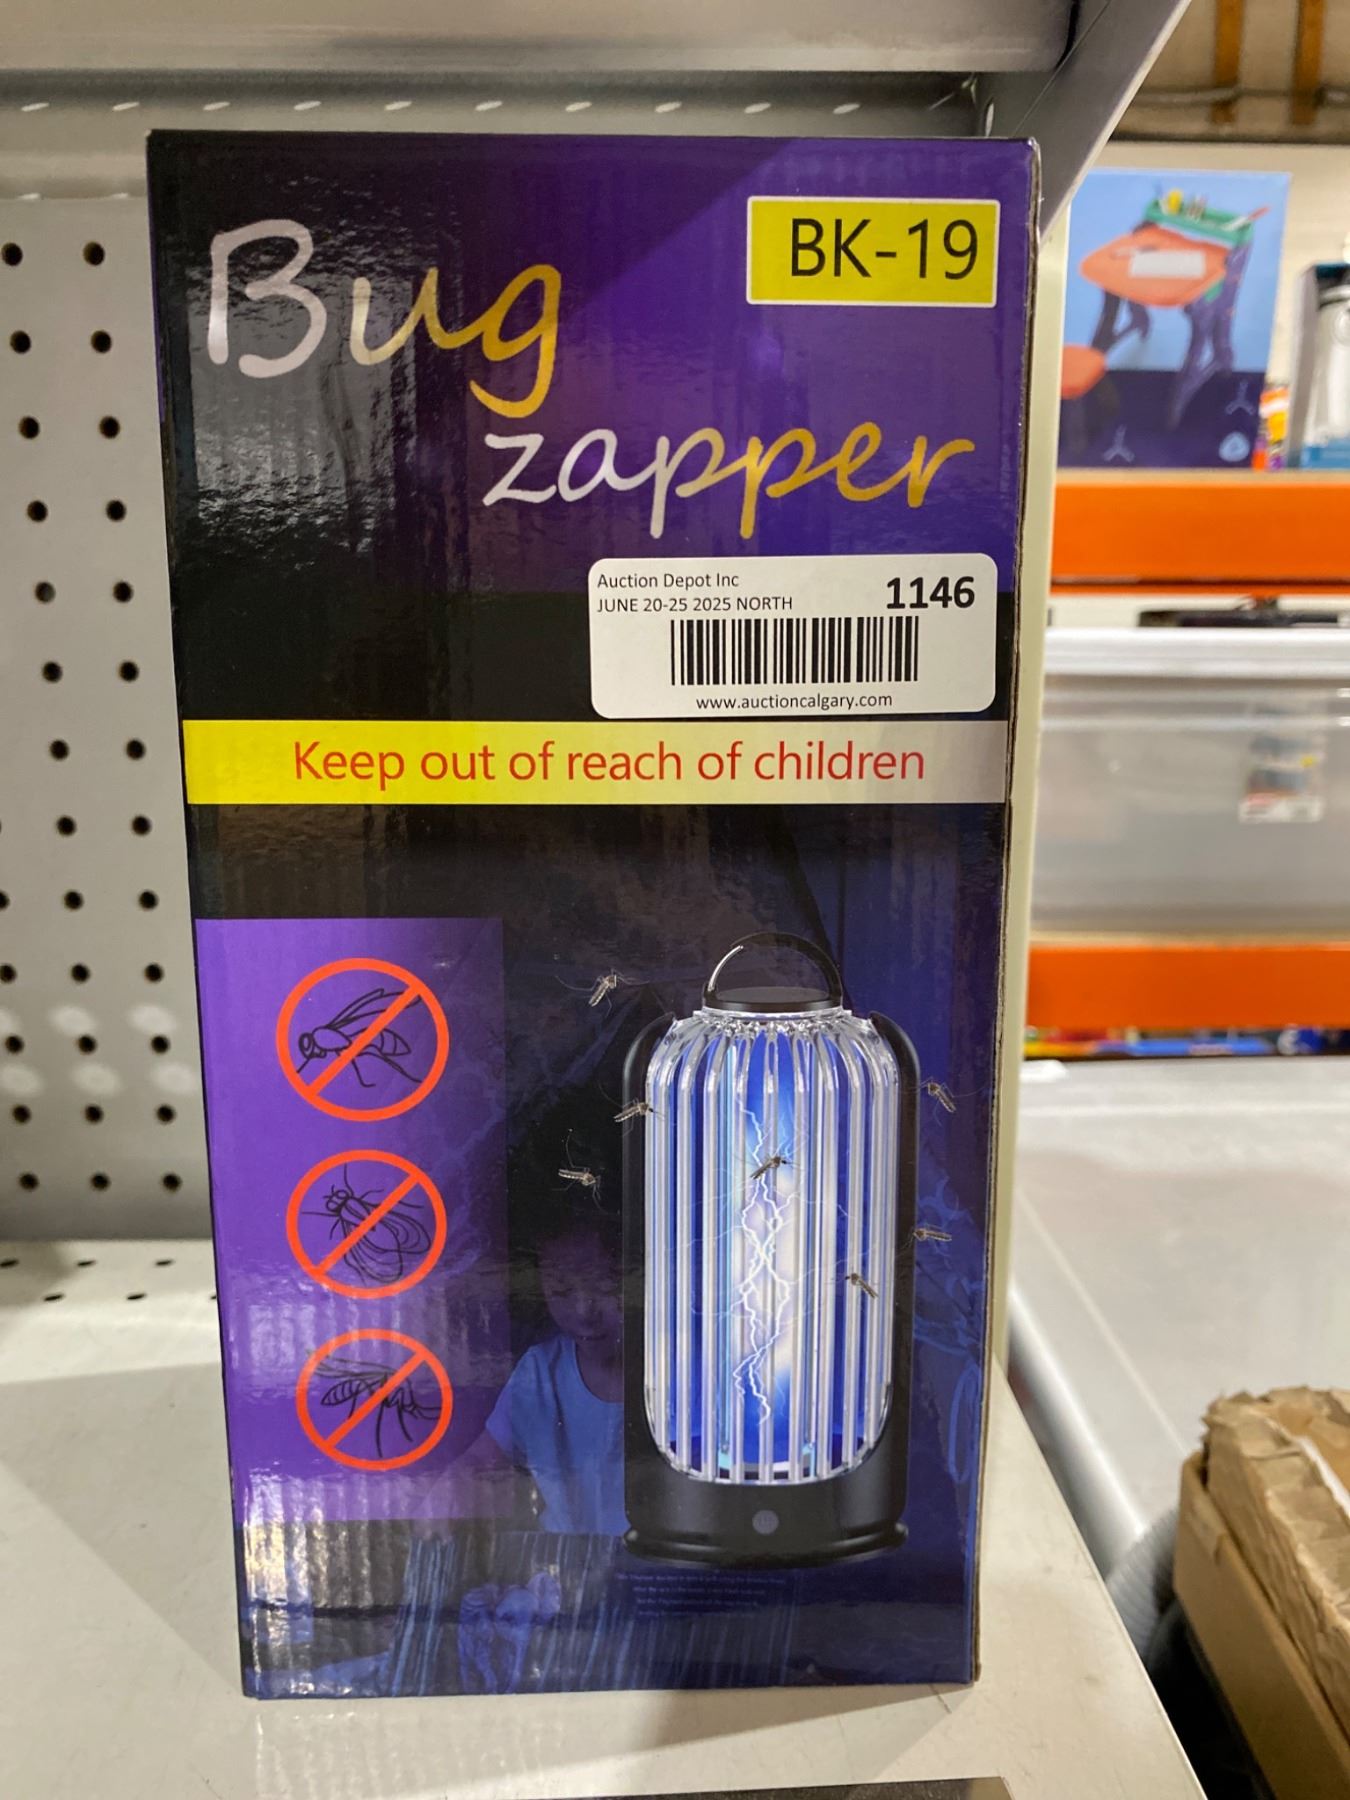 Bug
BK-19
zapper
Auction Depot Inc
1146
JUNE 20-25 2025 NORTH
www.auctioncalgary.com
Keep out of reach of children